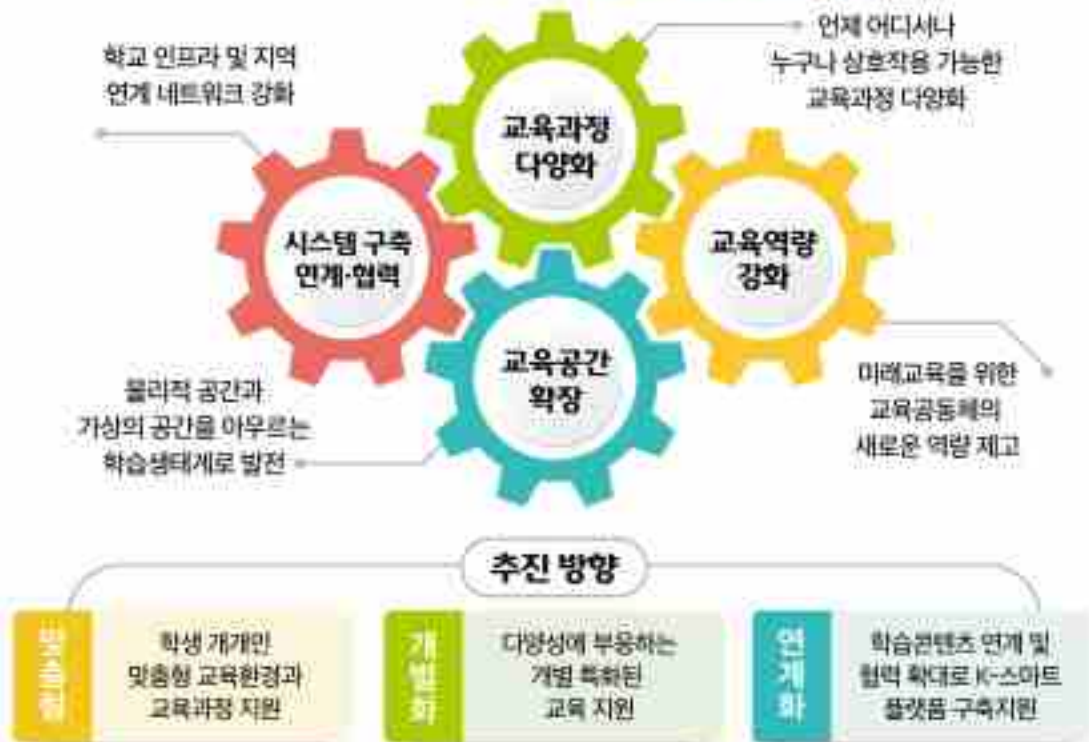 학교 인프라 및 지역
연계 네트워크 강화
언제 어디서나
누구나 상호작용 가능한
교육과정 다양화
교육과정
다양화
시스템 구축
연계·협력
교육역량
강화
교육공간
확장
물리적 공간과
가상의 공간을 아우르는
학습생태계로 발전
미래교육을 위한
교육공동체의
새로운 역량 제고
추진 방향
맞춤형
학생 개개인
맞춤형 교육환경과
교육과정 지원
개별화
다양성에 부응하는
개별 특화된
교육 지원
연계화
학습콘텐츠 연계 및
협력 확대로 K-스마트
플랫폼 구축지원